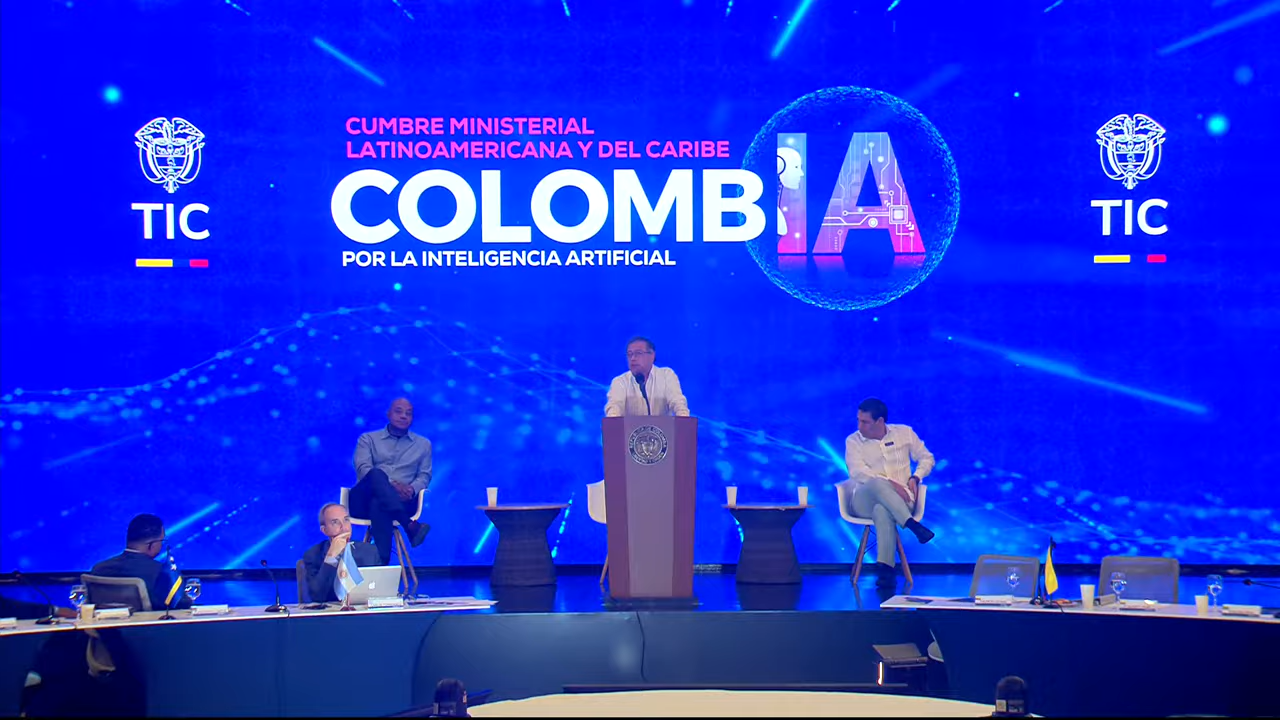 CUMBRE MINISTERIAL
LATINOAMERICANA Y DEL CARIBE
COLOMBIA
POR LA INTELIGENCIA ARTIFICIAL
TIC
TIC